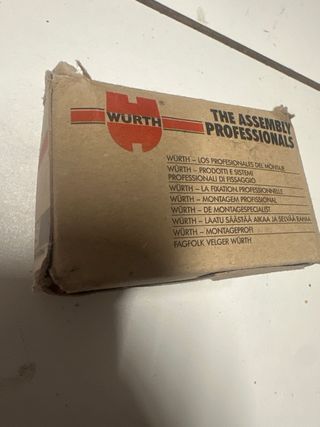 WÜRTH
THE ASSEMBLY
PROFESSIONALS
WÜRTH – LOS PROFESIONALES DEL MONTAJE
WÜRTH – PRODOTTI E SISTEMI
PROFESSIONALI DI FISSAGGIO
WÜRTH – LA FIXATION PROFESSIONNELLE
WÜRTH – MONTAGEM PROFISSIONAL
WÜRTH – DE MONTAGESPECIALIST
WÜRTH – LAATU SÄÄSTÄÄ AIKAA JA SELVÄÄ RAHAA
WÜRTH – MONTAGEPROFI
FAGFOLK VELGER WÜRTH